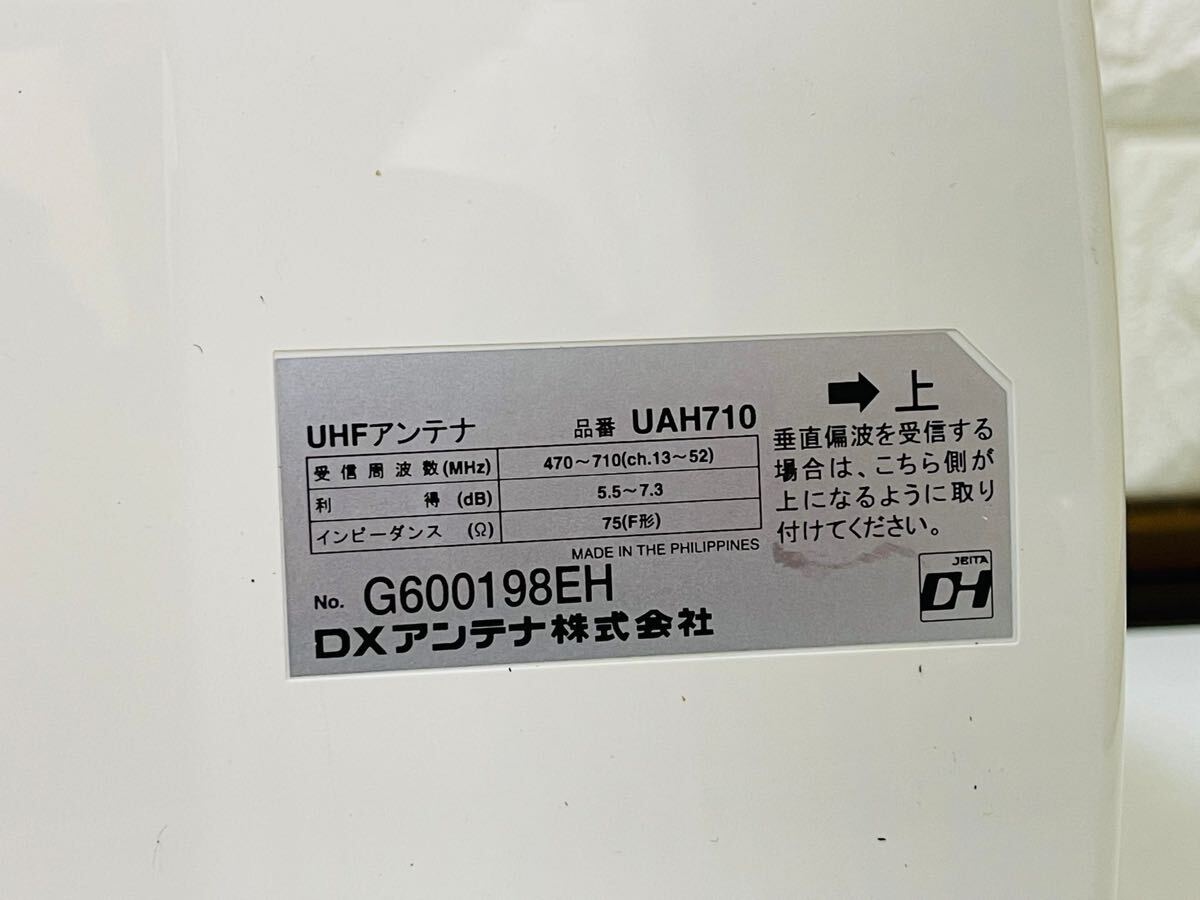 UHFアンテナ 品番 UAH710
受信周波数(MHz) 470～710(ch.13～52)
利得(dB) 5.5～7.3
インピーダンス(Ω) 75(F形)
MADE IN THE PHILIPPINES
No. G600198EH
DXアンテナ株式会社
➡ 上
垂直偏波を受信する
場合は、こちら側が
上になるように取り
付けてください。
JEITA
DH